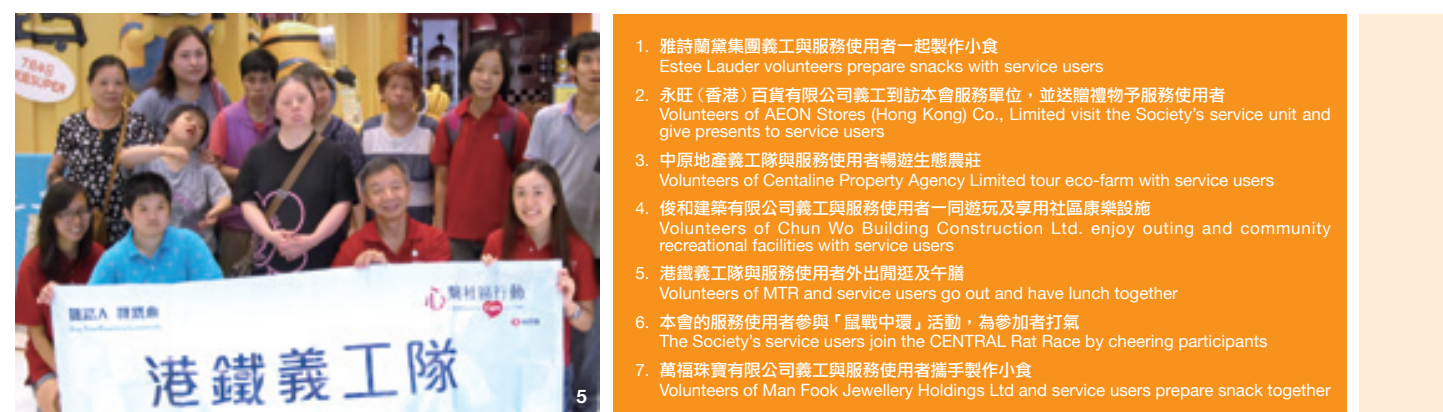 心繫社區行動
港鐵義工隊
5
1. 雅詩蘭黛集團義工與服務使用者一起製作小食
Estee Lauder volunteers prepare snacks with service users
2. 永旺（香港）百貨有限公司義工到訪本會服務單位，並送贈禮物予服務使用者
Volunteers of AEON Stores (Hong Kong) Co., Limited visit the Society's service unit and
give presents to service users
3. 中原地產義工隊與服務使用者暢遊生態農莊
Volunteers of Centaline Property Agency Limited tour eco-farm with service users
4. 俊和建築有限公司義工與服務使用者一同遊玩及享用社區康樂設施
Volunteers of Chun Wo Building Construction Ltd. enjoy outing and community
recreational facilities with service users
5. 港鐵義工隊與服務使用者外出閒逛及午膳
Volunteers of MTR and service users go out and have lunch together
6. 本會的服務使用者參與「鼠戰中環」活動，為參加者打氣
The Society's service users join the CENTRAL Rat Race by cheering participants
7. 萬福珠寶有限公司義工與服務使用者攜手製作小食
Volunteers of Man Fook Jewellery Holdings Ltd and service users prepare snack together